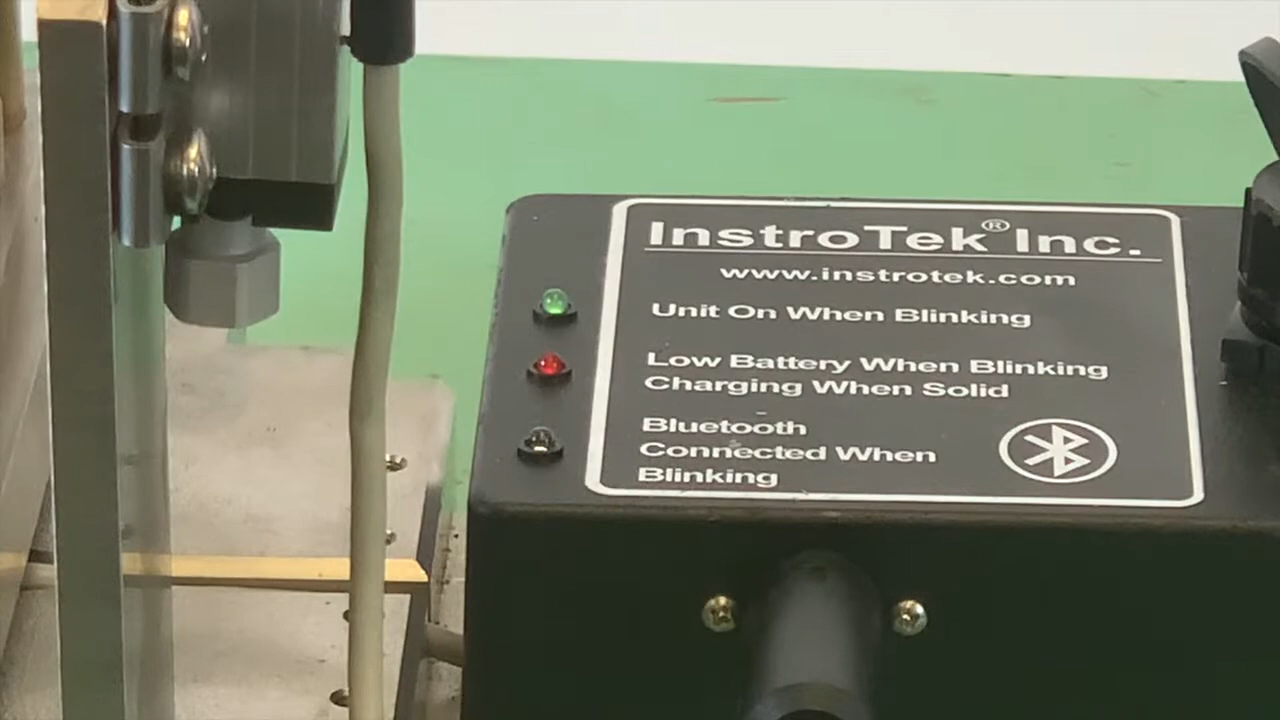 InstroTek® Inc.
www.instrotek.com
Unit On When Blinking
Low Battery When Blinking
Charging When Solid
Bluetooth
Connected When
Blinking